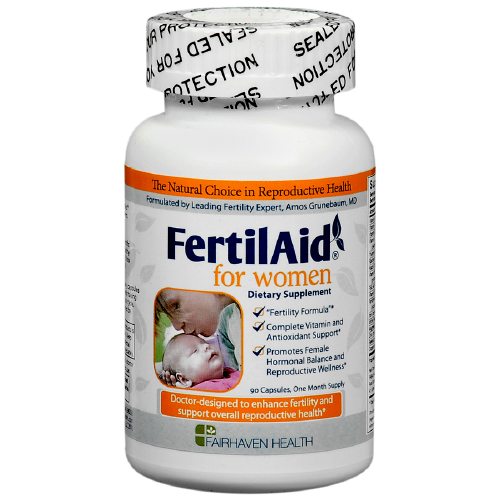 SEALED FOR
YOUR PROTECTION
SEALED
The Natural Choice in Reproductive Health
Formulated by Leading Fertility Expert, Amos Grunebaum, MD
FertilAid®
for women
Dietary Supplement
"Fertility Formula"*
Complete Vitamin and
Antioxidant Support*
Promotes Female
Hormonal Balance and
Reproductive Wellness*
90 Capsules, One Month Supply
Doctor-designed to enhance fertility and
support overall reproductive health*
FAIRHAVEN HEALTH